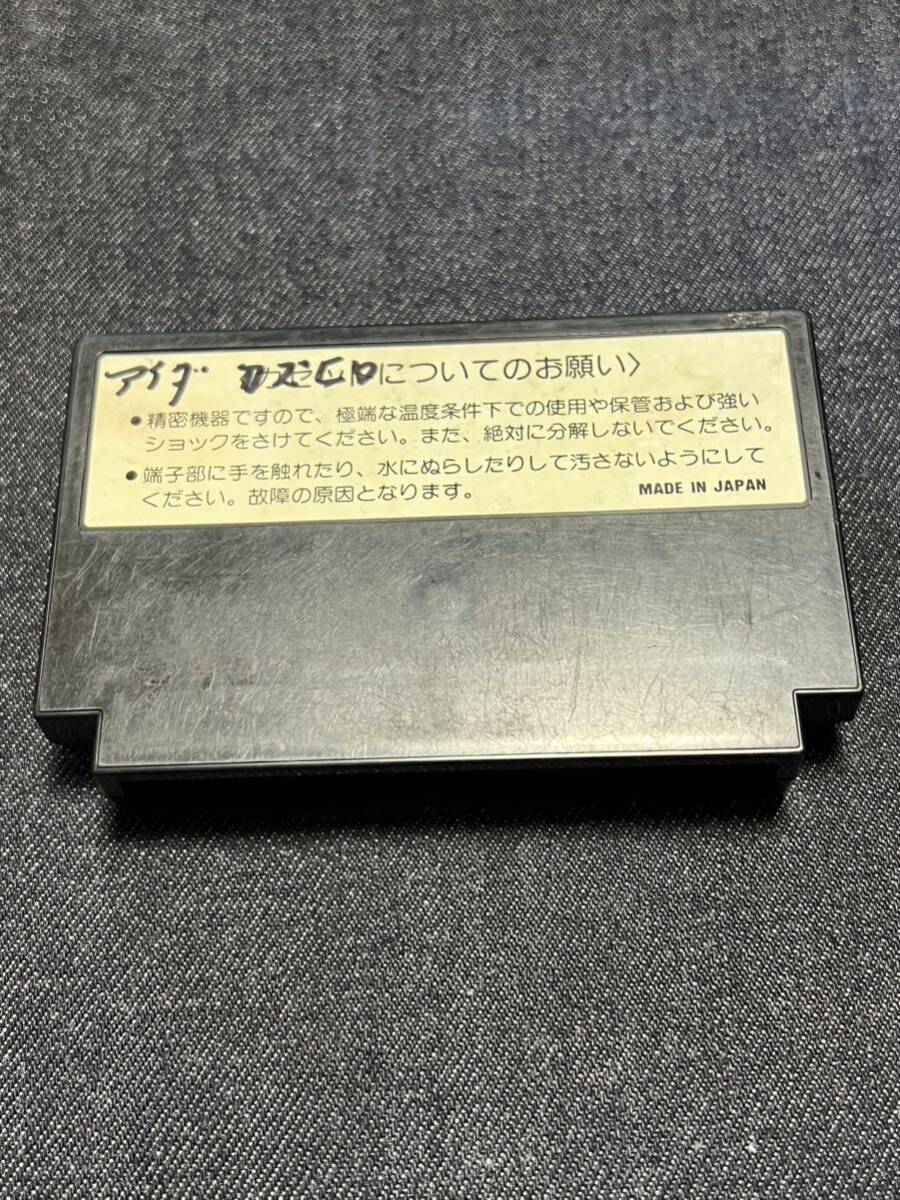 アイダ カズヒロについてのお願い〉
●精密機器ですので、極端な温度条件下での使用や保管および強い
ショックをさけてください。また、絶対に分解しないでください。
●端子部に手を触れたり、水にぬらしたりして汚さないようにして
ください。故障の原因となります。
MADE IN JAPAN